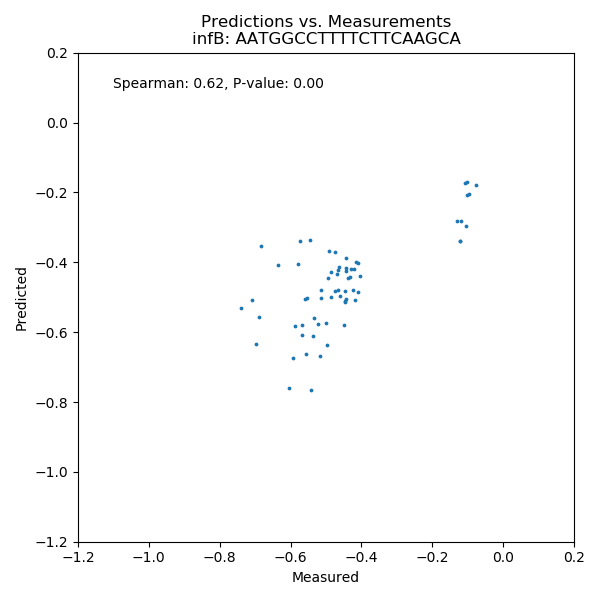 Predictions vs. Measurements
infB: AATGGCCTTTTCTTCAAGCA
Spearman: 0.62, P-value: 0.00
0.2
0.0
−0.2
−0.4
−0.6
−0.8
−1.0
−1.2
Predicted
−1.2 −1.0 −0.8 −0.6 −0.4 −0.2 0.0 0.2
Measured